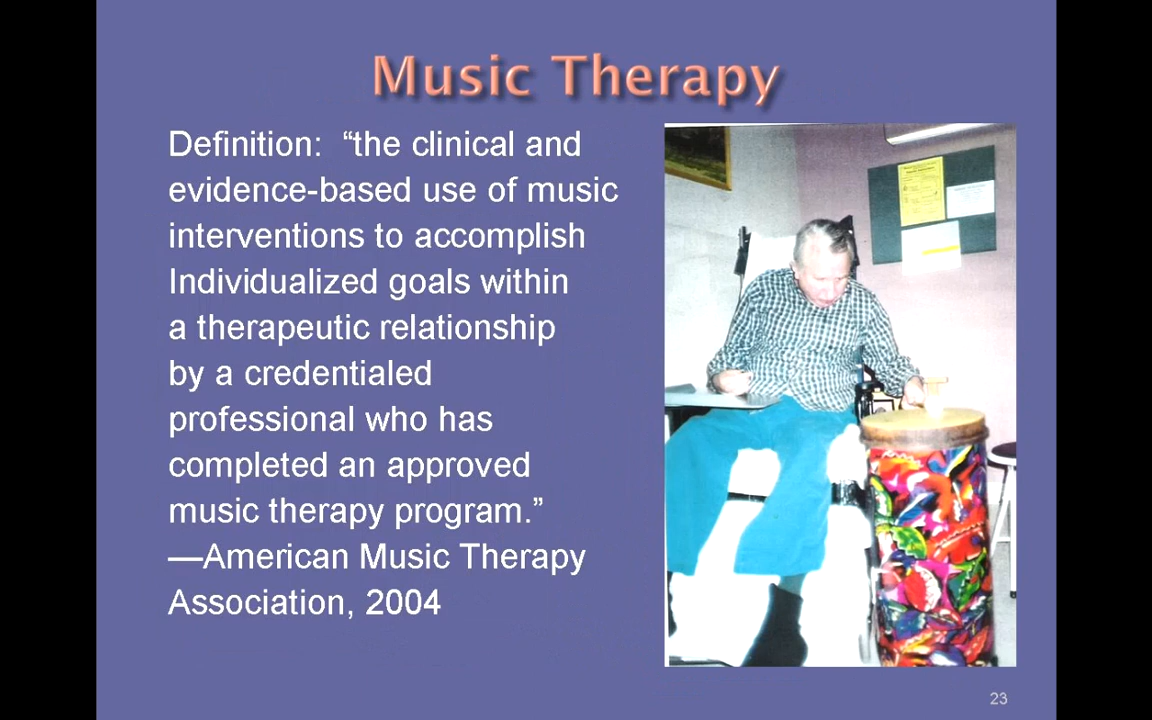 Music Therapy
Definition:  “the clinical and
evidence-based use of music
interventions to accomplish
Individualized goals within
a therapeutic relationship
by a credentialed
professional who has
completed an approved
music therapy program.”
—American Music Therapy
Association, 2004
23